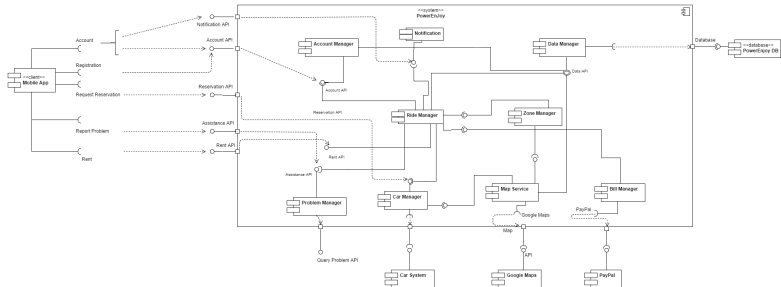 <<system>>
PowerEnjoy
Notification API
Account
Account API
Registration
<<client>>
Mobile App
Request Reservation
Reservation API
Assistance API
Report Problem
Rent API
Rent
Account Manager
Notification
Data Manager
Database
<<database>>
PowerEnjoy DB
Data API
Account API
Reservation API
Ride Manager
Zone Manager
Rent API
Assistance API
Problem Manager
Car Manager
Map Service
Bill Manager
Google Maps
PayPal
Map
Query Problem API
API
Car System
Google Maps
PayPal